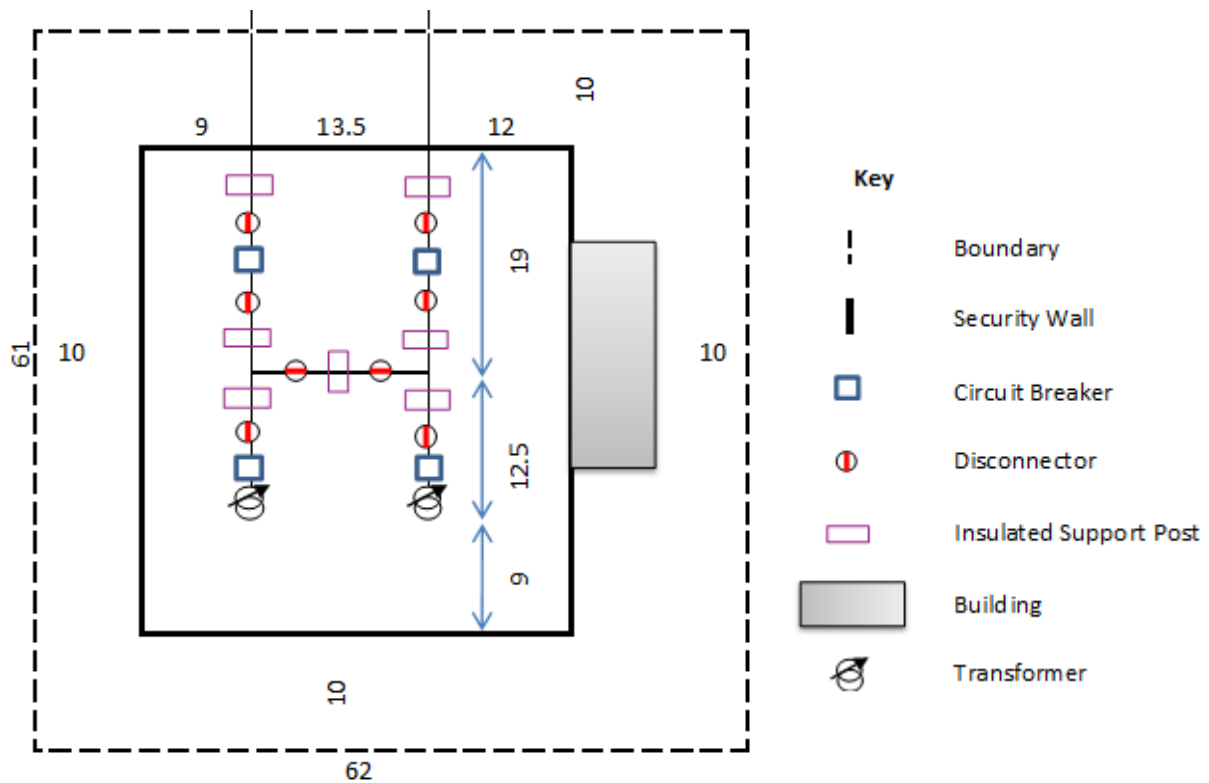 10
9
13.5
12
19
61
10
10
12.5
9
10
62
Key
Boundary
Security Wall
Circuit Breaker
Disconnector
Insulated Support Post
Building
Transformer